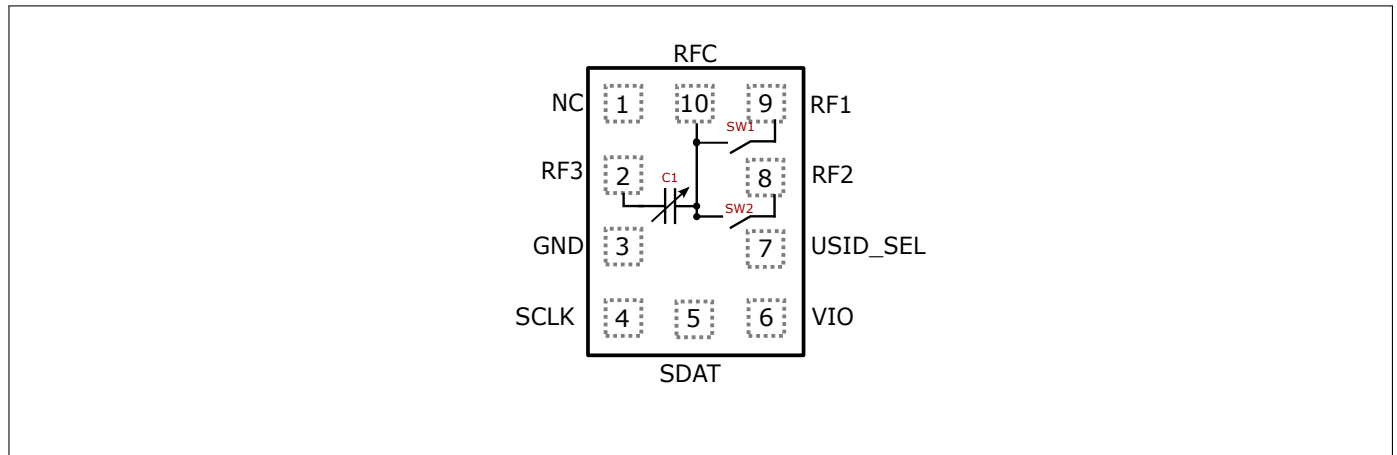 RFC
NC 1 10 9 RF1
SW1
RF3 2 C1 8 RF2
SW2
GND 3 7 USID_SEL
SCLK 4 5 6 VIO
SDAT